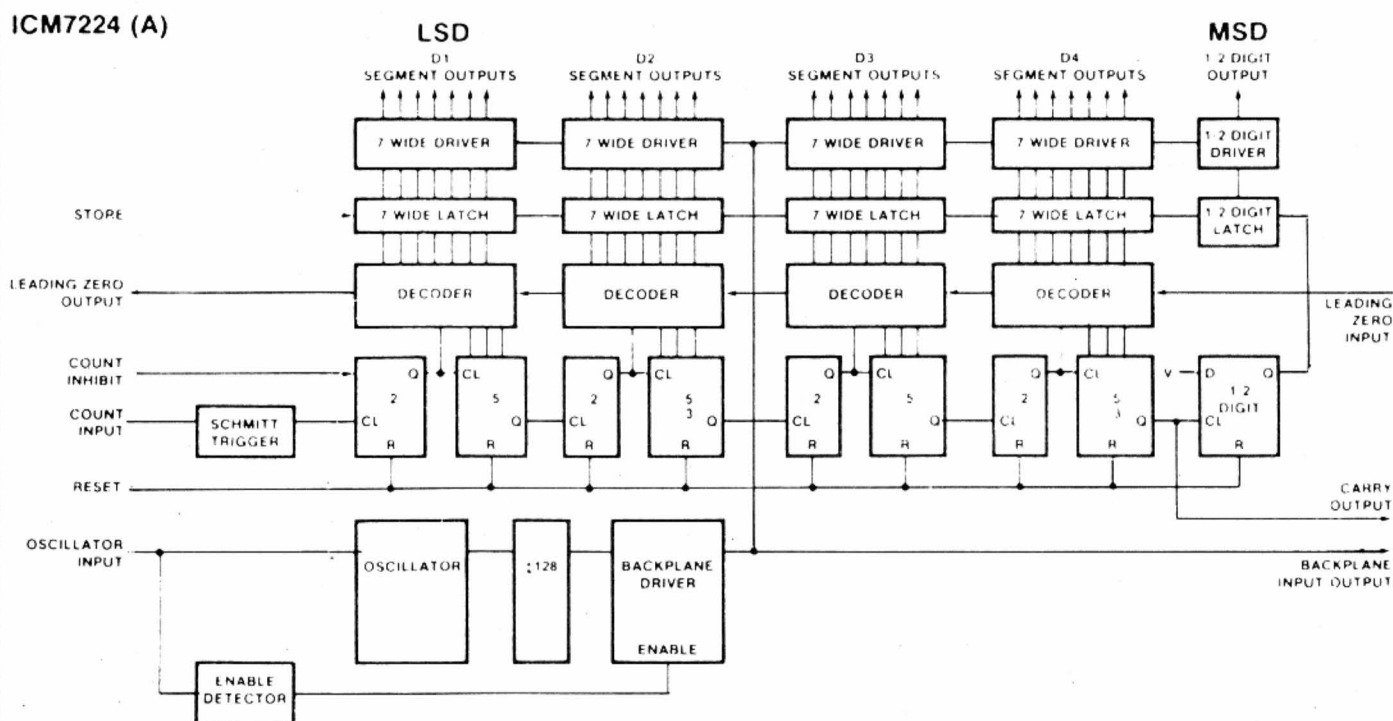 ICM7224 (A)
LSD
MSD
D1
SEGMENT OUTPUTS
D2
SEGMENT OUTPUTS
D3
SEGMENT OUTPUTS
D4
SEGMENT OUTPUTS
1 2 DIGIT
OUTPUT
7 WIDE DRIVER
7 WIDE DRIVER
7 WIDE DRIVER
7 WIDE DRIVER
1 2 DIGIT
DRIVER
STORE
7 WIDE LATCH
7 WIDE LATCH
7 WIDE LATCH
7 WIDE LATCH
1 2 DIGIT
LATCH
LEADING ZERO
OUTPUT
DECODER
DECODER
DECODER
DECODER
LEADING
ZERO
INPUT
COUNT
INHIBIT
Q CL Q CL Q CL Q CL V D Q
2 5 2 5 2 5 2 5 1 2
3 3 DIGIT
COUNT
INPUT
SCHMITT
TRIGGER
CL Q CL Q CL Q CL Q CL
R R R R R R R R R
RESET
CARRY
OUTPUT
OSCILLATOR
INPUT
OSCILLATOR
:128
BACKPLANE
DRIVER
ENABLE
BACKPLANE
INPUT OUTPUT
ENABLE
DETECTOR